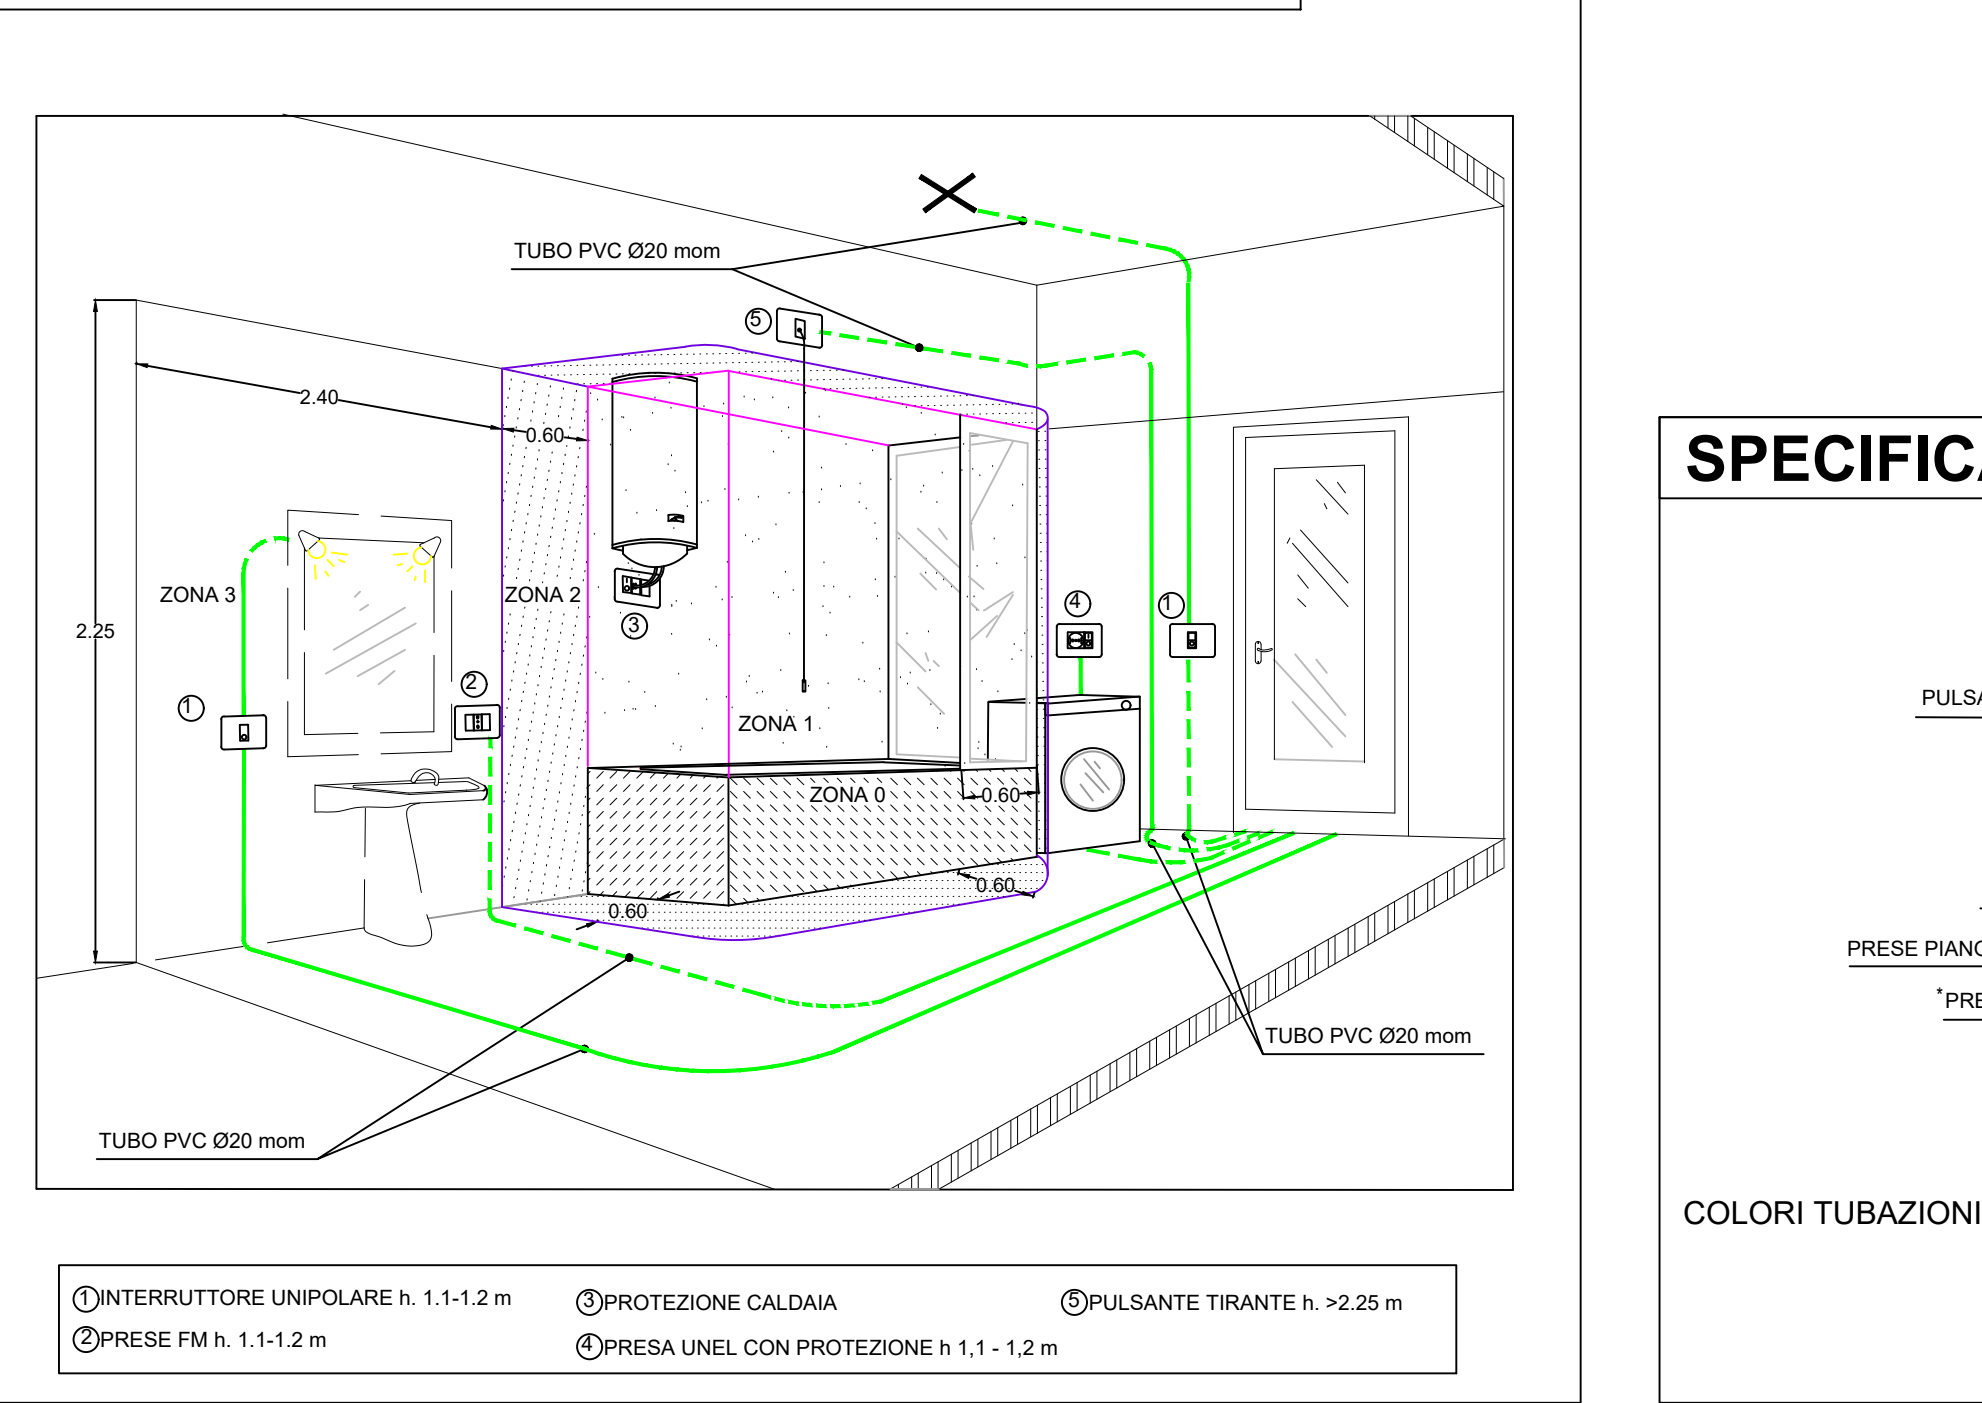 TUBO PVC Ø20 mom
5
2.40
0.60
ZONA 3
ZONA 2
3
4
1
2.25
2
1
ZONA 1
ZONA 0
0.60
0.60
0.60
TUBO PVC Ø20 mom
TUBO PVC Ø20 mom
1 INTERRUTTORE UNIPOLARE h. 1.1-1.2 m
2 PRESE FM h. 1.1-1.2 m
3 PROTEZIONE CALDAIA
4 PRESA UNEL CON PROTEZIONE h 1,1 - 1,2 m
5 PULSANTE TIRANTE h. >2.25 m
SPECIFICA
PULSA
PRESE PIANO
*PRE
COLORI TUBAZIONI